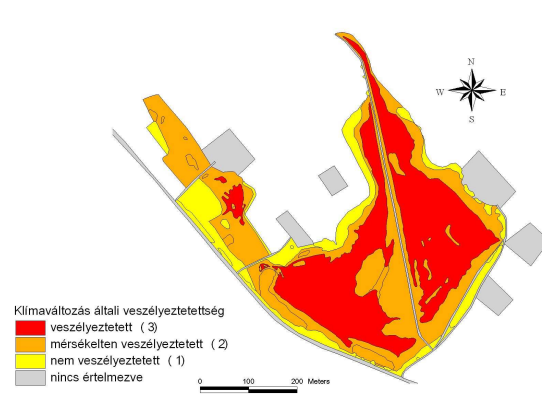 N
W E
S
Klímaváltozás általi veszélyeztetettség
veszélyeztetett ( 3)
mérsékelten veszélyeztetett ( 2)
nem veszélyeztetett ( 1)
nincs értelmezve
0 100 200 Meters